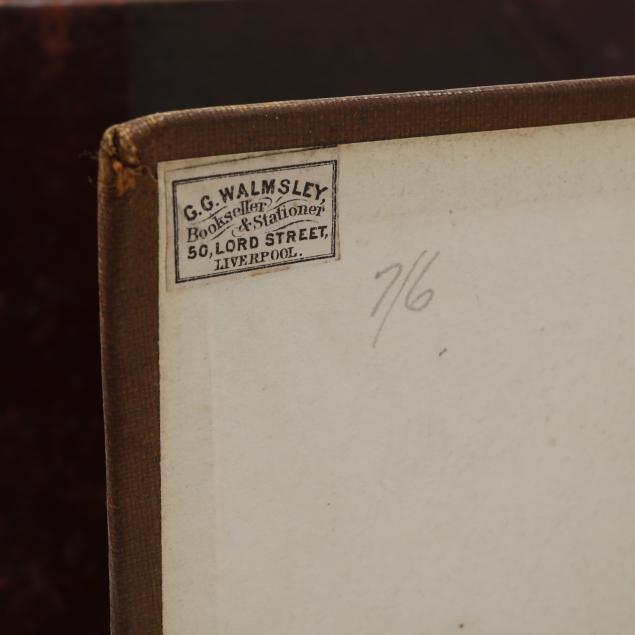 G.G. WALMSLEY,
Bookseller
& Stationer
50, LORD STREET,
LIVERPOOL.
7/6